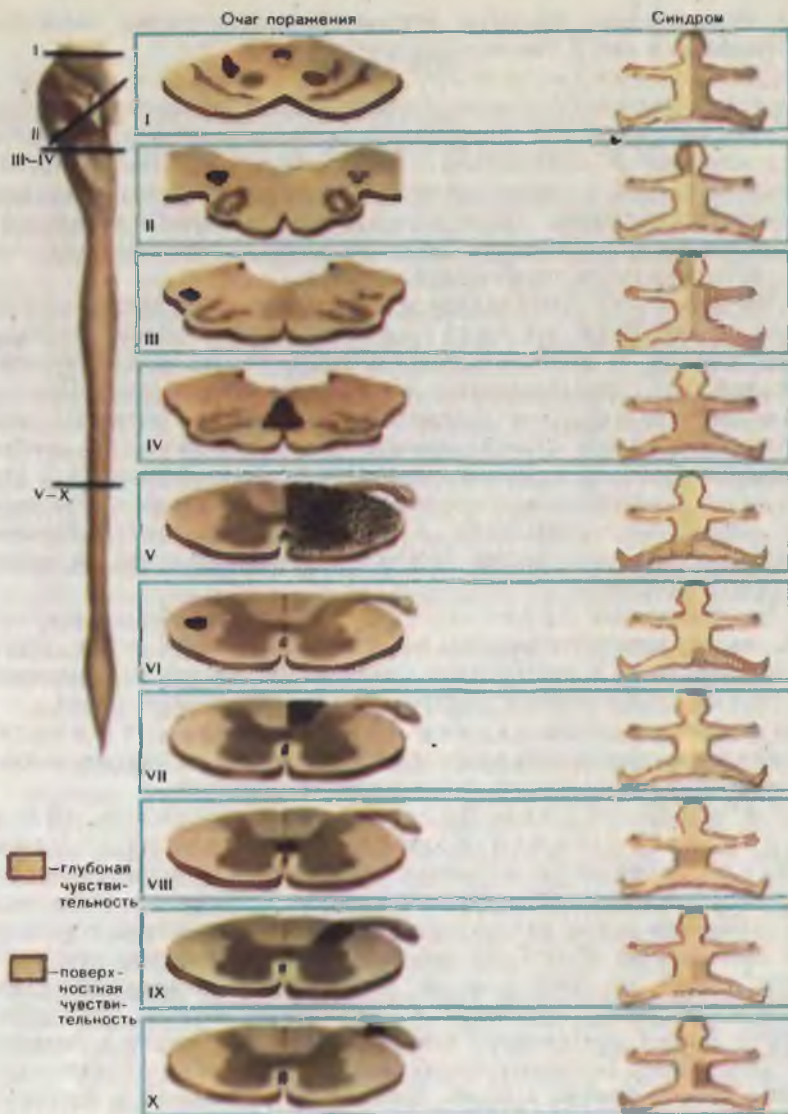 Очаг поражения
Синдром
I
II
III–IV
V–X
I
II
III
IV
V
VI
VII
VIII
IX
X
–глубокая
чувстви-
тельность
–поверх-
ностная
чувстви-
тельность